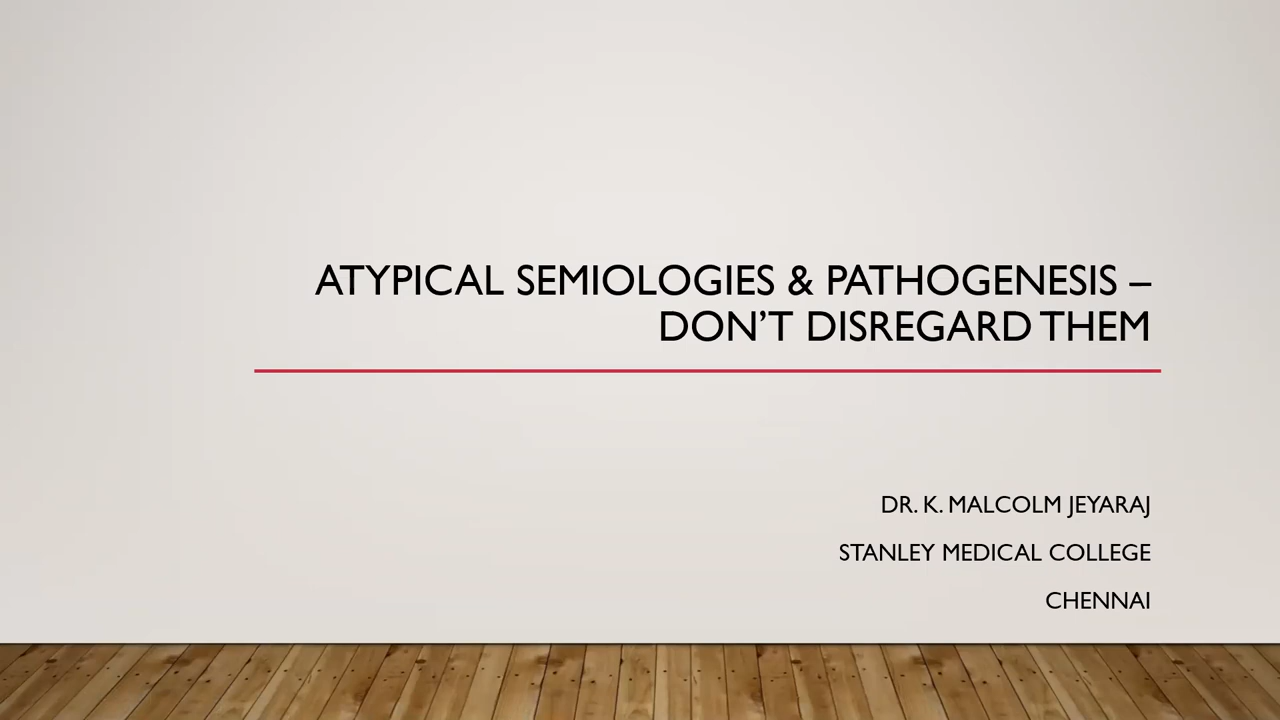 ATYPICAL SEMIOLOGIES & PATHOGENESIS –
DON’T DISREGARD THEM
DR. K. MALCOLM JEYARAJ
STANLEY MEDICAL COLLEGE
CHENNAI